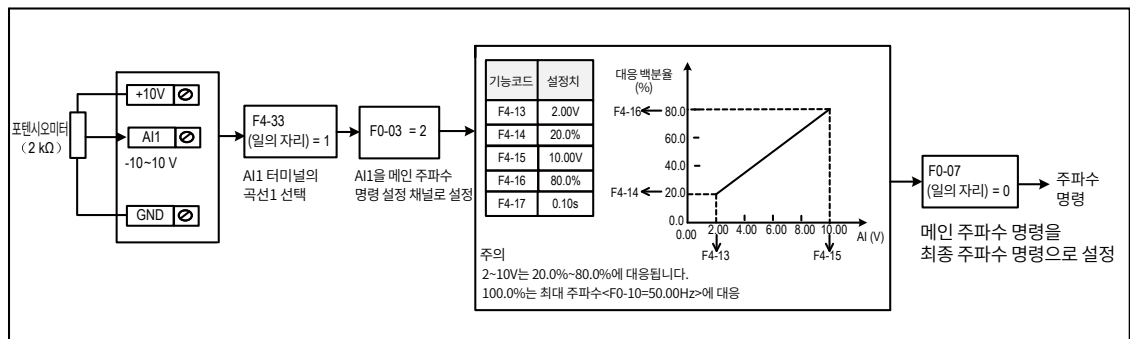 포텐시오미터
(2 kΩ)
+10V
AI1
-10~10 V
GND
F4-33
(일의 자리) = 1
AI1 터미널의
곡선1 선택
F0-03 = 2
AI1을 메인 주파수
명령 설정 채널로 설정
기능코드 설정치
F4-13 2.00V
F4-14 20.0%
F4-15 10.00V
F4-16 80.0%
F4-17 0.10s
대응 백분율
(%)
F4-16 80.0
60.0
40.0
F4-14 20.0
0.0
0.00 2.00 4.00 6.00 8.00 10.00 AI (V)
F4-13 F4-15
주의
2~10V는 20.0%~80.0%에 대응됩니다.
100.0%는 최대 주파수<F0-10=50.00Hz>에 대응
F0-07
(일의 자리) = 0
메인 주파수 명령을
최종 주파수 명령으로 설정
주파수
명령